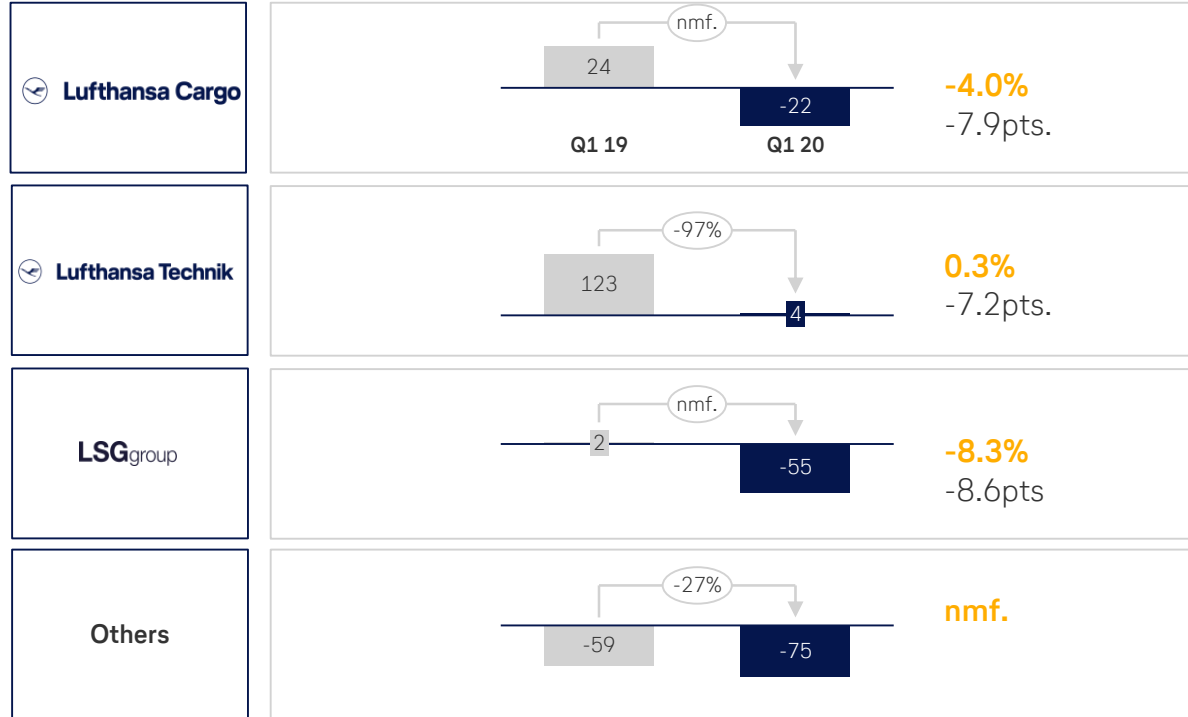 Lufthansa Cargo
nmf.
24
-22
Q1 19
Q1 20
-4.0%
-7.9pts.
Lufthansa Technik
-97%
123
4
0.3%
-7.2pts.
LSGgroup
nmf.
2
-55
-8.3%
-8.6pts
Others
-27%
-59
-75
nmf.